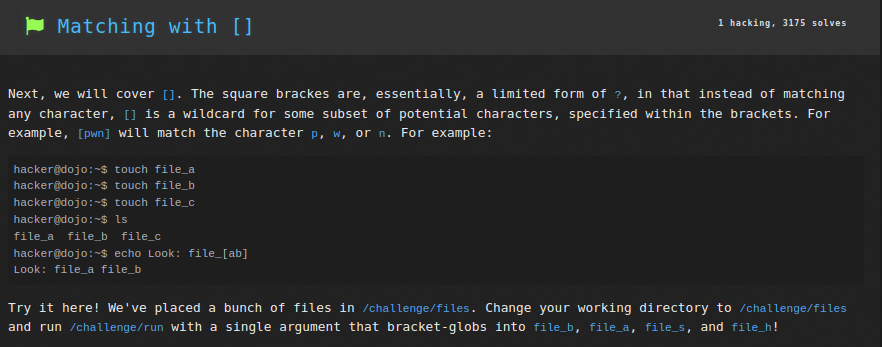 Matching with []
1 hacking, 3175 solves
Next, we will cover []. The square brackes are, essentially, a limited form of ?, in that instead of matching
any character, [] is a wildcard for some subset of potential characters, specified within the brackets. For
example, [pwn] will match the character p, w, or n. For example:
hacker@dojo:~$ touch file_a
hacker@dojo:~$ touch file_b
hacker@dojo:~$ touch file_c
hacker@dojo:~$ ls
file_a  file_b  file_c
hacker@dojo:~$ echo Look: file_[ab]
Look: file_a file_b
Try it here! We've placed a bunch of files in /challenge/files. Change your working directory to /challenge/files
and run /challenge/run with a single argument that bracket-globs into file_b, file_a, file_s, and file_h!